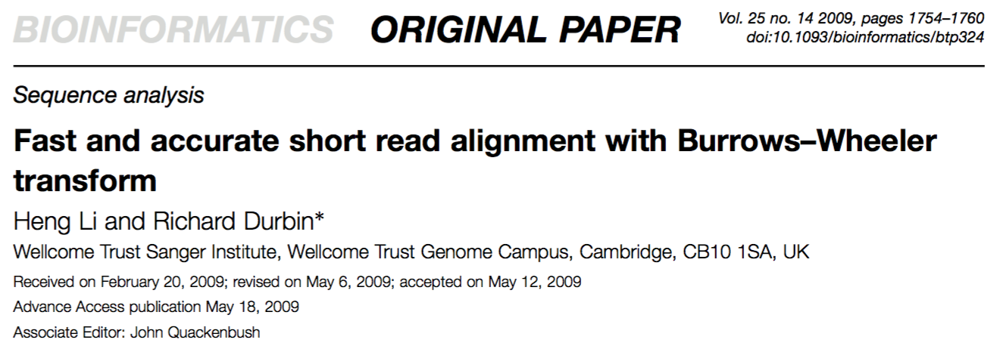 BIOINFORMATICS ORIGINAL PAPER Vol. 25 no. 14 2009, pages 1754–1760
doi:10.1093/bioinformatics/btp324
Sequence analysis
Fast and accurate short read alignment with Burrows–Wheeler
transform
Heng Li and Richard Durbin*
Wellcome Trust Sanger Institute, Wellcome Trust Genome Campus, Cambridge, CB10 1SA, UK
Received on February 20, 2009; revised on May 6, 2009; accepted on May 12, 2009
Advance Access publication May 18, 2009
Associate Editor: John Quackenbush